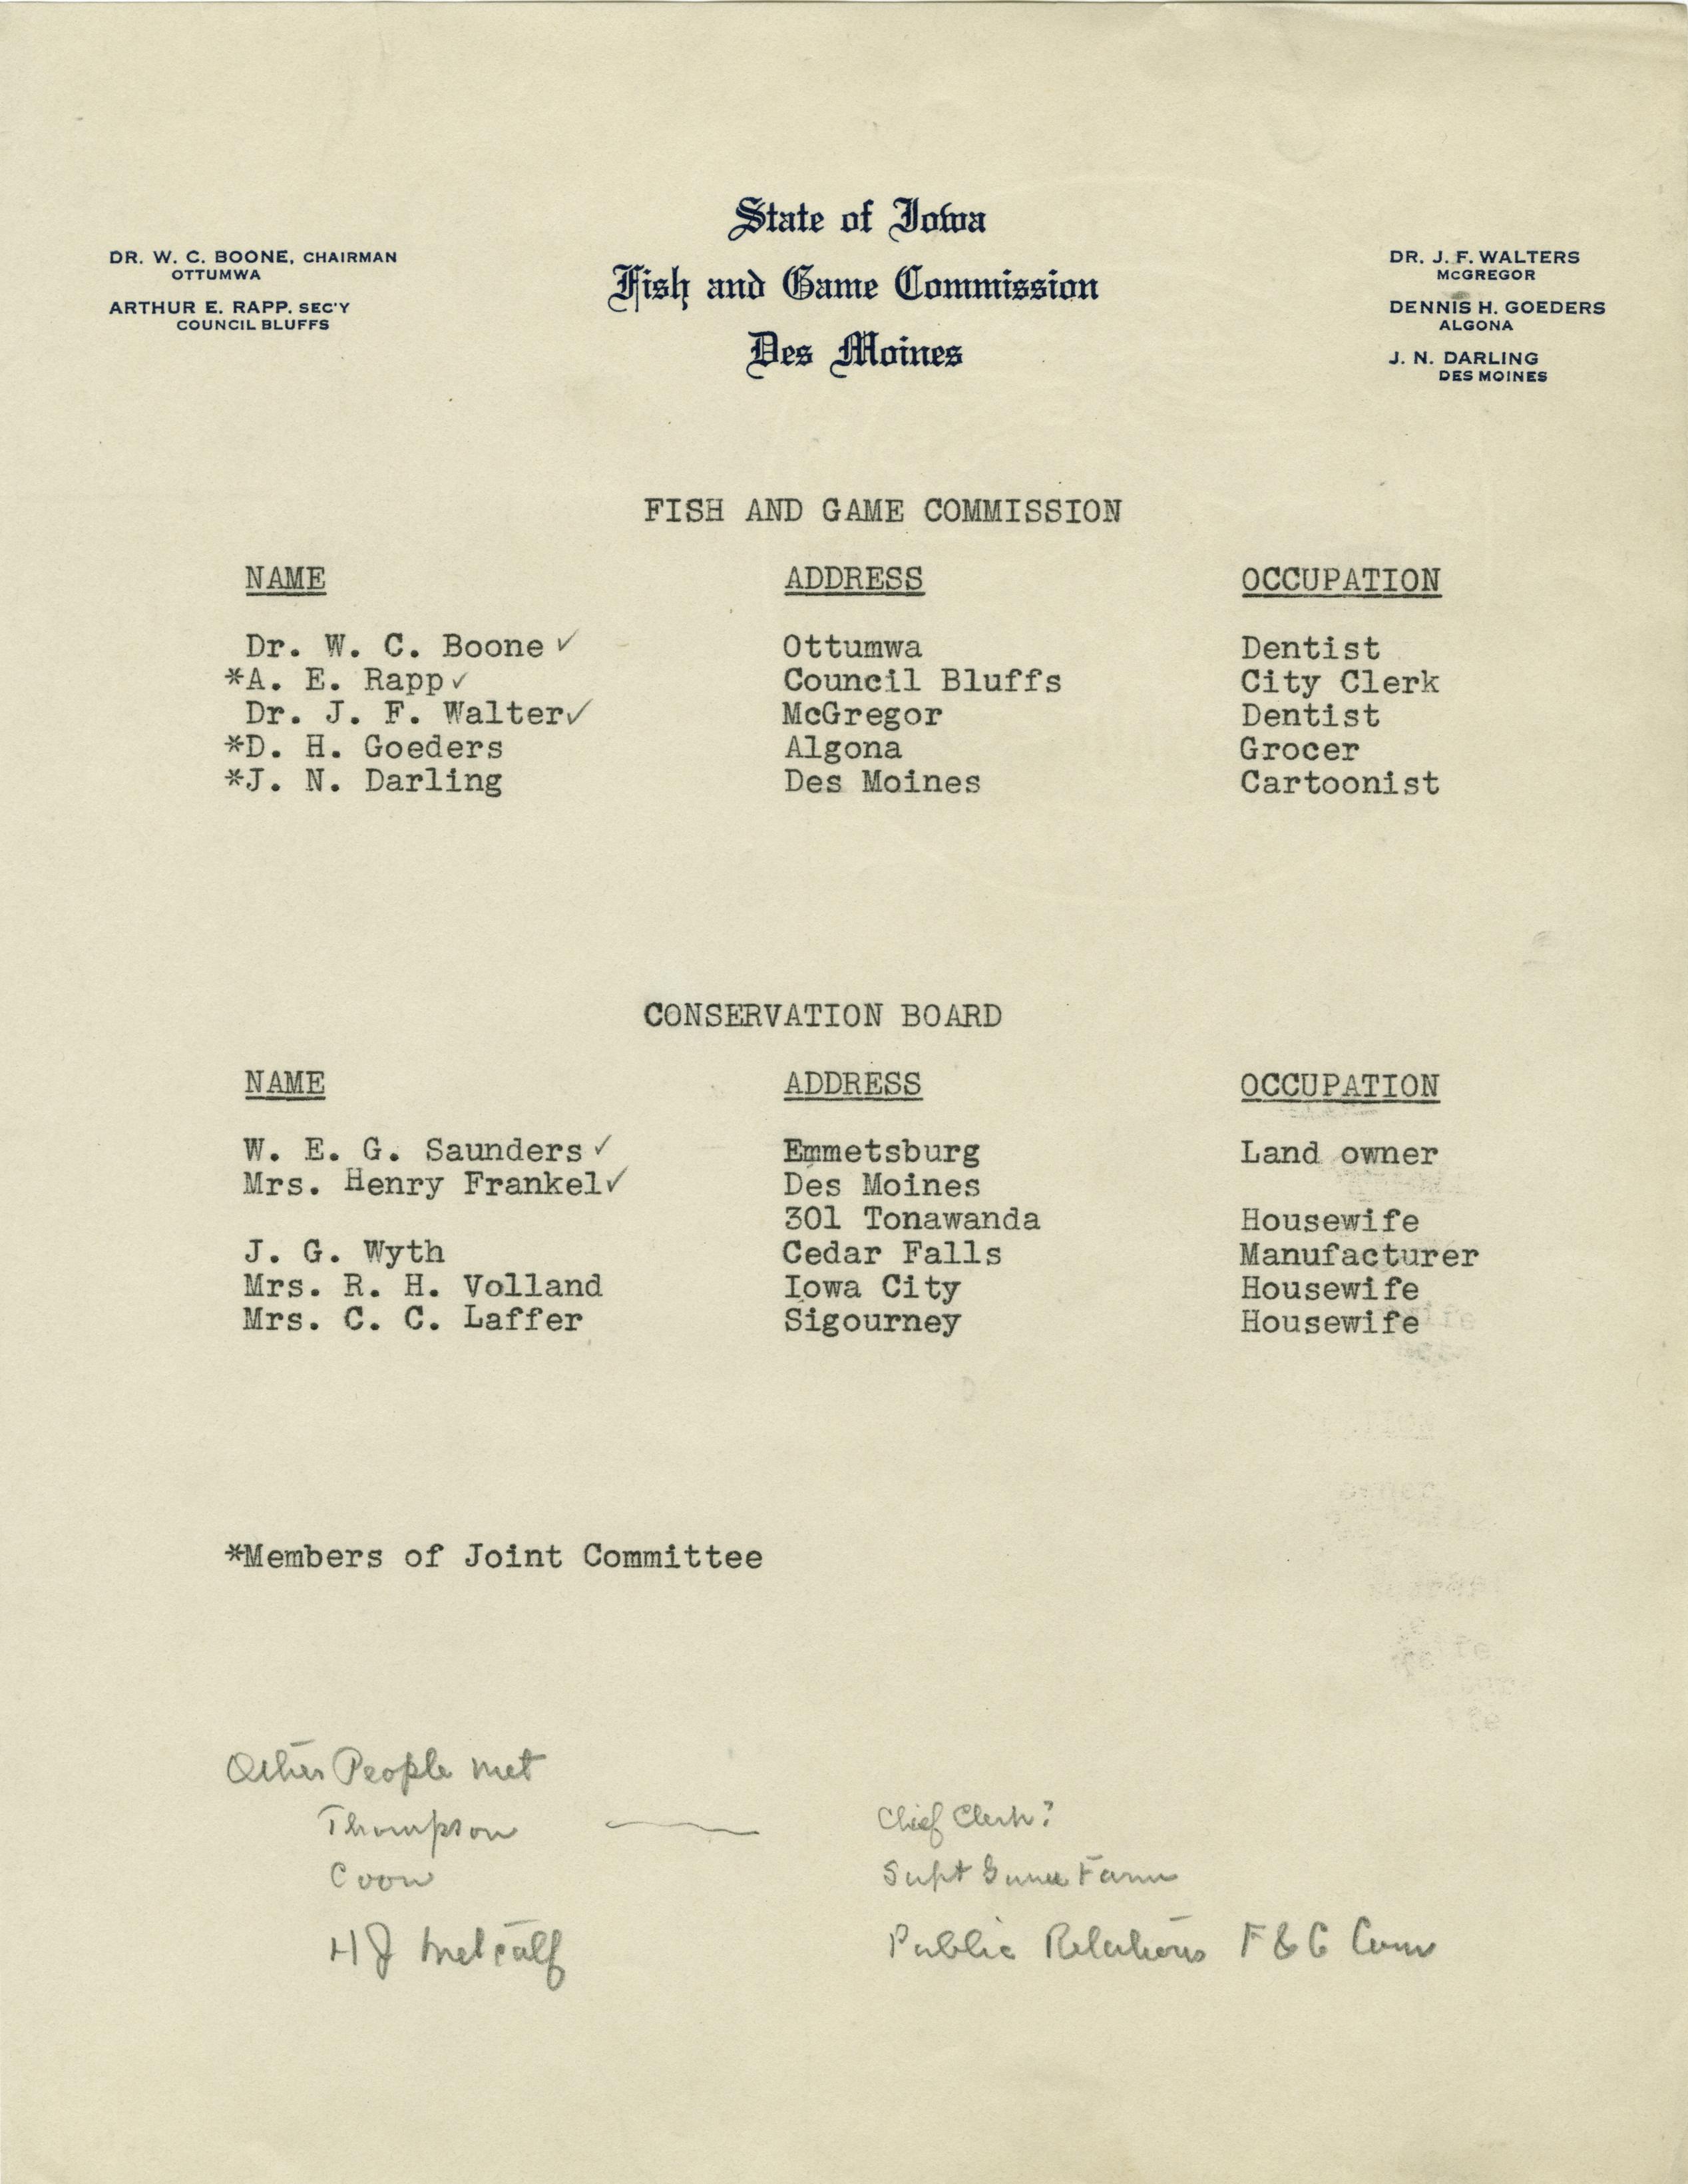 State of Iowa
Fish and Game Commission
Des Moines
DR. W. C. BOONE, CHAIRMAN
OTTUMWA
ARTHUR E. RAPP. SEC'Y
COUNCIL BLUFFS
DR. J. F. WALTERS
McGREGOR
DENNIS H. GOEDERS
ALGONA
J. N. DARLING
DES MOINES
FISH AND GAME COMMISSION
NAME ADDRESS OCCUPATION
Dr. W. C. Boone ✓ Ottumwa Dentist
*A. E. Rapp ✓ Council Bluffs City Clerk
Dr. J. F. Walter ✓ McGregor Dentist
*D. H. Goeders Algona Grocer
*J. N. Darling Des Moines Cartoonist
CONSERVATION BOARD
NAME ADDRESS OCCUPATION
W. E. G. Saunders ✓ Emmetsburg Land owner
Mrs. Henry Frankel ✓ Des Moines
301 Tonawanda Housewife
J. G. Wyth Cedar Falls Manufacturer
Mrs. R. H. Volland Iowa City Housewife
Mrs. C. C. Laffer Sigourney Housewife
*Members of Joint Committee
Other People met
Thompson — Chief Clerk?
Coon Supt Game Farm
H J Metcalf Public Relations F & G Com